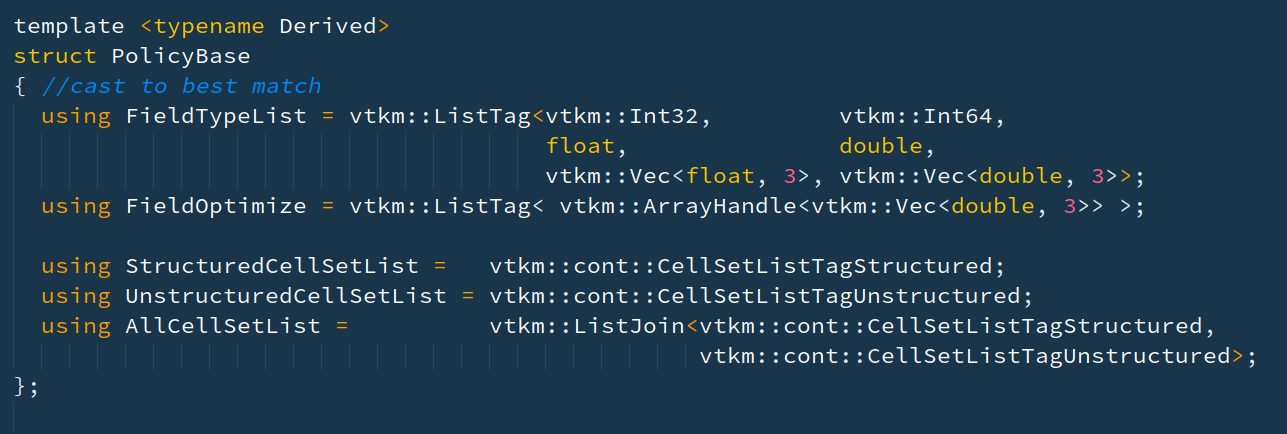 template <typename Derived>
struct PolicyBase
{ //cast to best match
  using FieldTypeList = vtkm::ListTag<vtkm::Int32,         vtkm::Int64,
                                      float,               double,
                                      vtkm::Vec<float, 3>, vtkm::Vec<double, 3>>;
  using FieldOptimize = vtkm::ListTag< vtkm::ArrayHandle<vtkm::Vec<double, 3>> >;

  using StructuredCellSetList =   vtkm::cont::CellSetListTagStructured;
  using UnstructuredCellSetList = vtkm::cont::CellSetListTagUnstructured;
  using AllCellSetList =          vtkm::ListJoin<vtkm::cont::CellSetListTagStructured,
                                                 vtkm::cont::CellSetListTagUnstructured>;
};